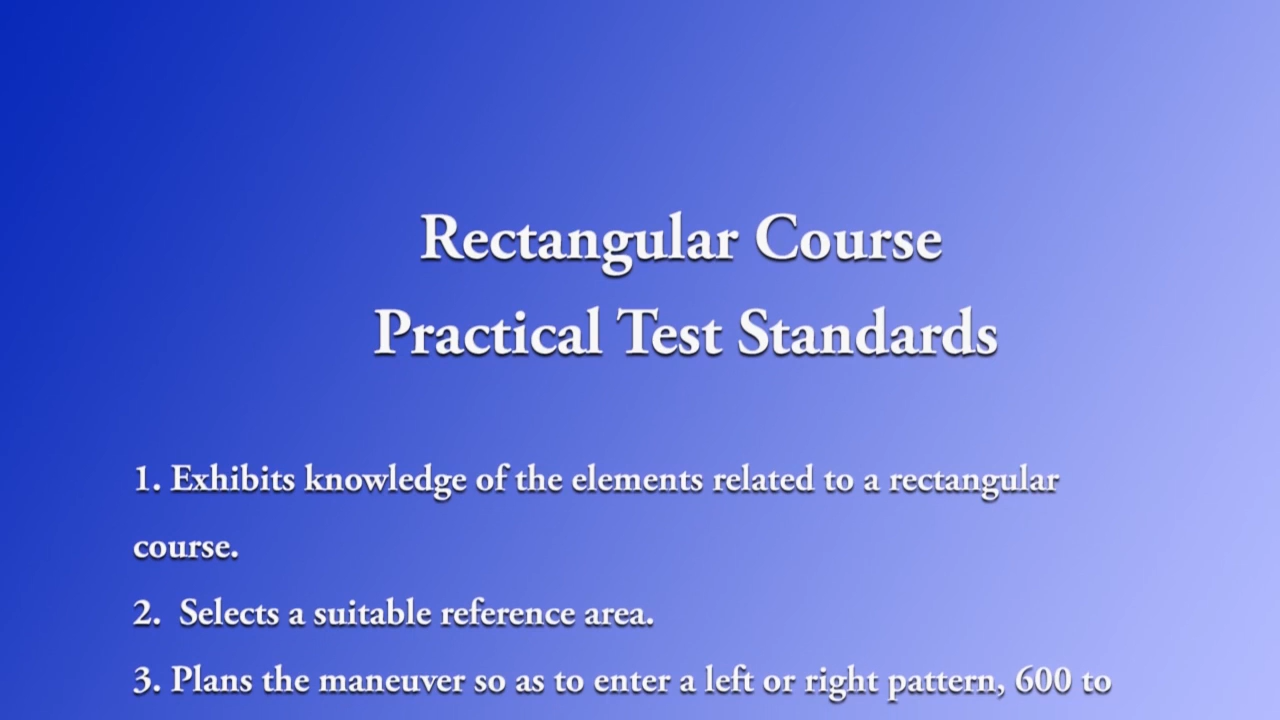 Rectangular Course
Practical Test Standards
1. Exhibits knowledge of the elements related to a rectangular
course.
2.  Selects a suitable reference area.
3. Plans the maneuver so as to enter a left or right pattern, 600 to